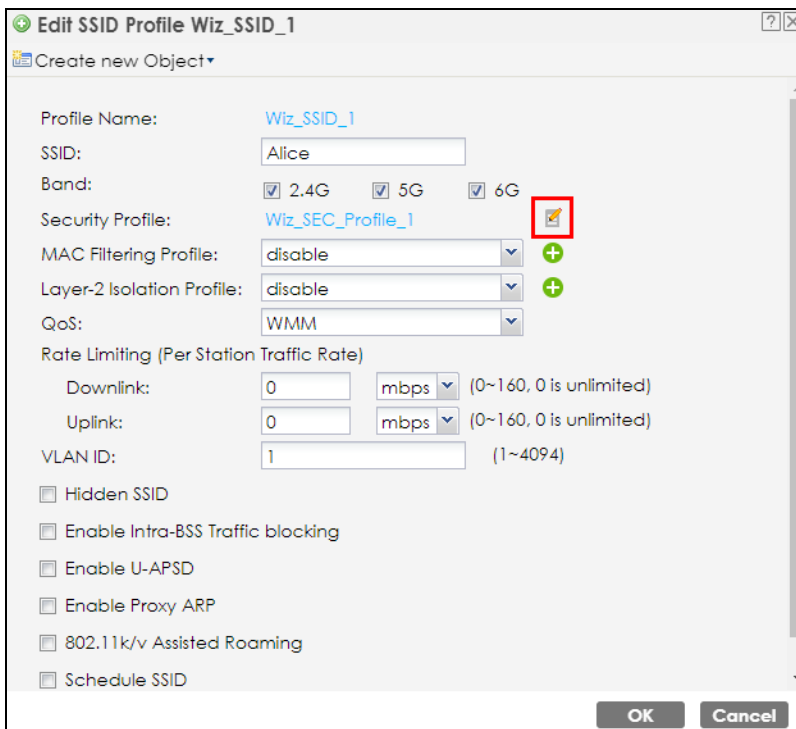 Edit SSID Profile Wiz_SSID_1
Create new Object
Profile Name: Wiz_SSID_1
SSID: Alice
Band: 2.4G 5G 6G
Security Profile: Wiz_SEC_Profile_1
MAC Filtering Profile: disable
Layer-2 Isolation Profile: disable
QoS: WMM
Rate Limiting (Per Station Traffic Rate)
Downlink: 0 mbps (0~160, 0 is unlimited)
Uplink: 0 mbps (0~160, 0 is unlimited)
VLAN ID: 1 (1~4094)
Hidden SSID
Enable Intra-BSS Traffic blocking
Enable U-APSD
Enable Proxy ARP
802.11k/v Assisted Roaming
Schedule SSID
OK Cancel